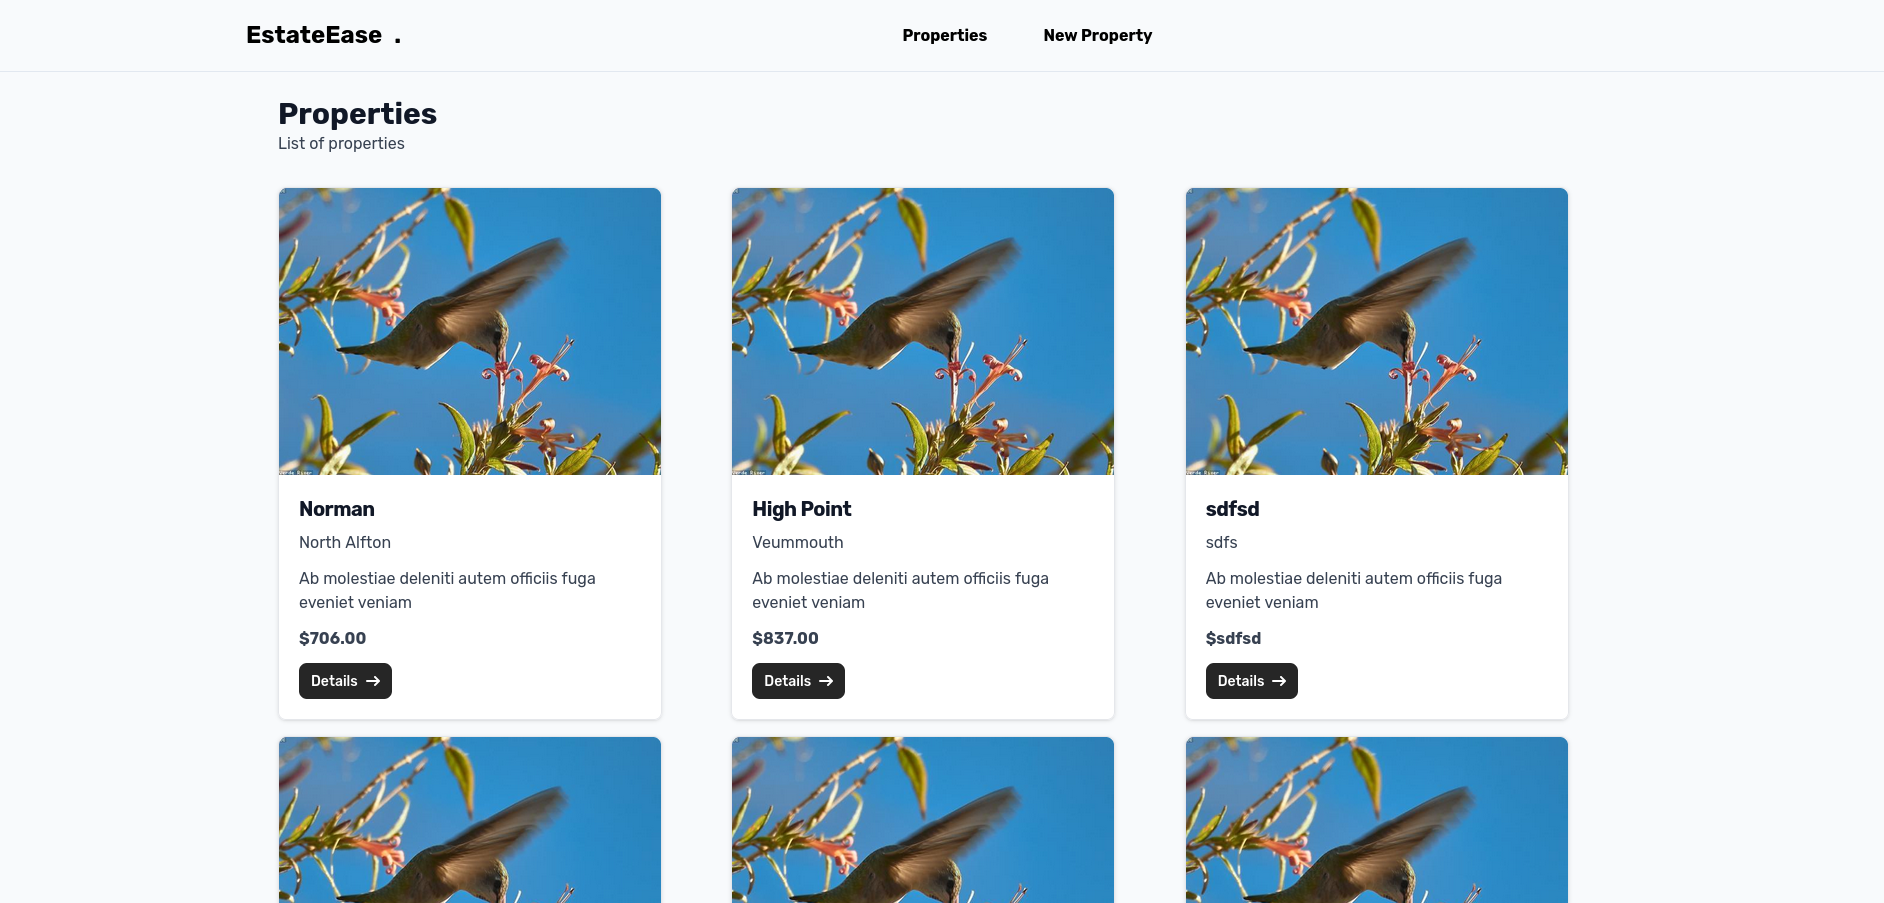 EstateEase .
Properties
New Property
Properties
List of properties
Norman
North Alfton
Ab molestiae deleniti autem officiis fuga
eveniet veniam
$706.00
Details
High Point
Veummouth
Ab molestiae deleniti autem officiis fuga
eveniet veniam
$837.00
Details
sdfsd
sdfs
Ab molestiae deleniti autem officiis fuga
eveniet veniam
$sdfsd
Details